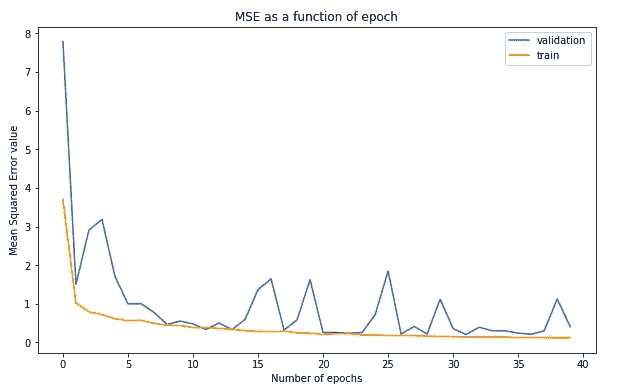 MSE as a function of epoch
validation
train
Mean Squared Error value
8
7
6
5
4
3
2
1
0
0 5 10 15 20 25 30 35 40
Number of epochs